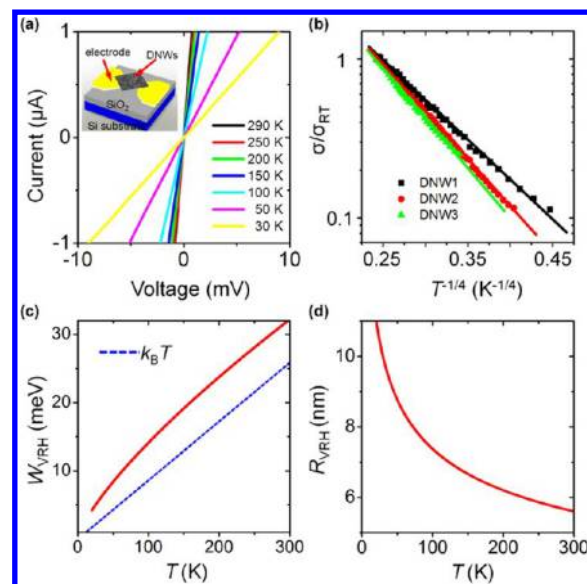 (a)
1
0
-1
Current (µA)
-10
0
10
Voltage (mV)
electrode
DNWs
SiO2
Si substrate
290 K
250 K
200 K
150 K
100 K
50 K
30 K
(b)
1
0.1
σ/σRT
0.25
0.35
0.45
T-1/4 (K-1/4)
DNW1
DNW2
DNW3
(c)
30
20
10
WVRH (meV)
0
100
200
300
T (K)
kBT
(d)
10
8
6
RVRH (nm)
0
100
200
300
T (K)